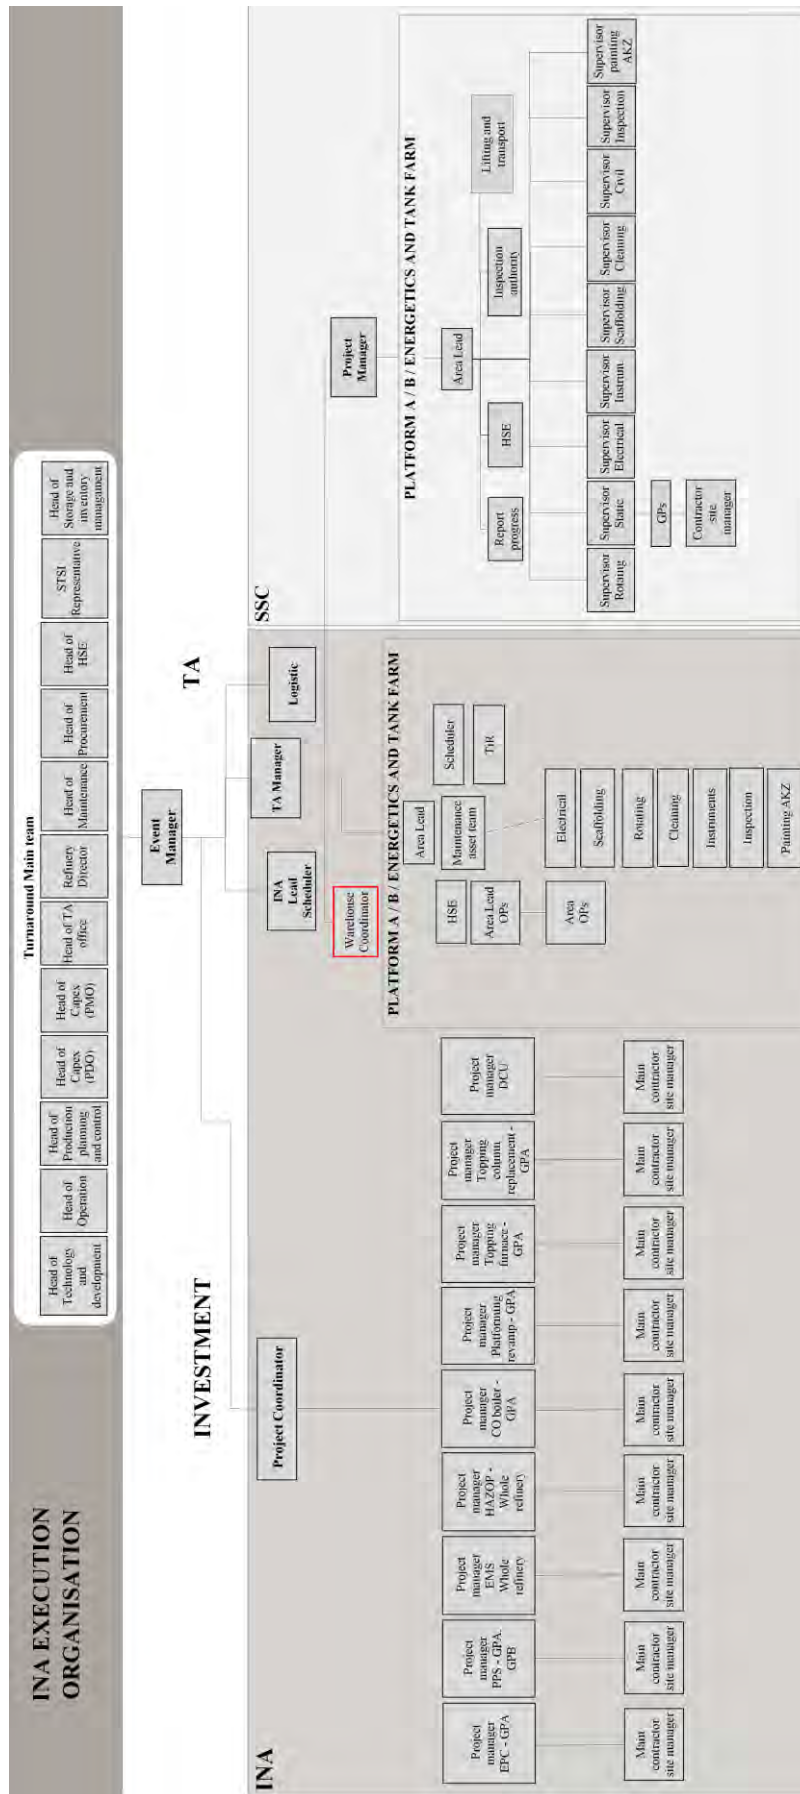 INA EXECUTION
ORGANISATION
Turnaround Main team
Head of
Technology
and
development
Head of
Operation
Head of
Production
planning
and control
Head of
Capex
(PDO)
Head of
Capex
(PMO)
Head of TA
office
Refinery
Director
Head of
Maintenance
Head of
Procurement
Head of
HSE
STSI
Representative
Head of
Storage and
inventory
managament
Event
Manager
INVESTMENT
TA
INA
Project Coordinator
INA
Lead
Scheduler
TA Manager
Logistic
SSC
Warehouse
Coordinator
Project
Manager
PLATFORM A / B / ENERGETICS AND TANK FARM
Area Lead
HSE
Maintenance
asset team
Scheduler
Area Lead
OPs
TiR
Area
OPs
Electrical
Scaffolding
Rotating
Cleaning
Instruments
Inspection
Painting AKZ
PLATFORM A / B / ENERGETICS AND TANK FARM
Area Lead
Report
progress
HSE
Inspection
authority
Lifting and
transport
Supervisor
Rotaing
Supervisor
Static
Supervisor
Electrical
Supervisor
Instrum.
Supervisor
Scaffolding
Supervisor
Cleaning
Supervisor
Civil
Supervisor
Inspection
Supervisor
painting
AKZ
GPs
Contractor
site
manager
Project
manager
EPC - GPA
Project
manager
PPS - GPA.
GPB
Project
manager
EMS
Whole
refinery
Project
manager
HAZOP -
Whole
refinery
Project
manager
CO boiler -
GPA
Project
manager
Platforming
revamp - GPA
Project
manager
Topping
furnace -
GPA
Project
manager
Topping
column
replacement -
GPA
Project
manager
DCU
Main
contractor
site manager
Main
contractor
site manager
Main
contractor
site manager
Main
contractor
site manager
Main
contractor
site manager
Main
contractor
site manager
Main
contractor
site manager
Main
contractor
site manager
Main
contractor
site manager